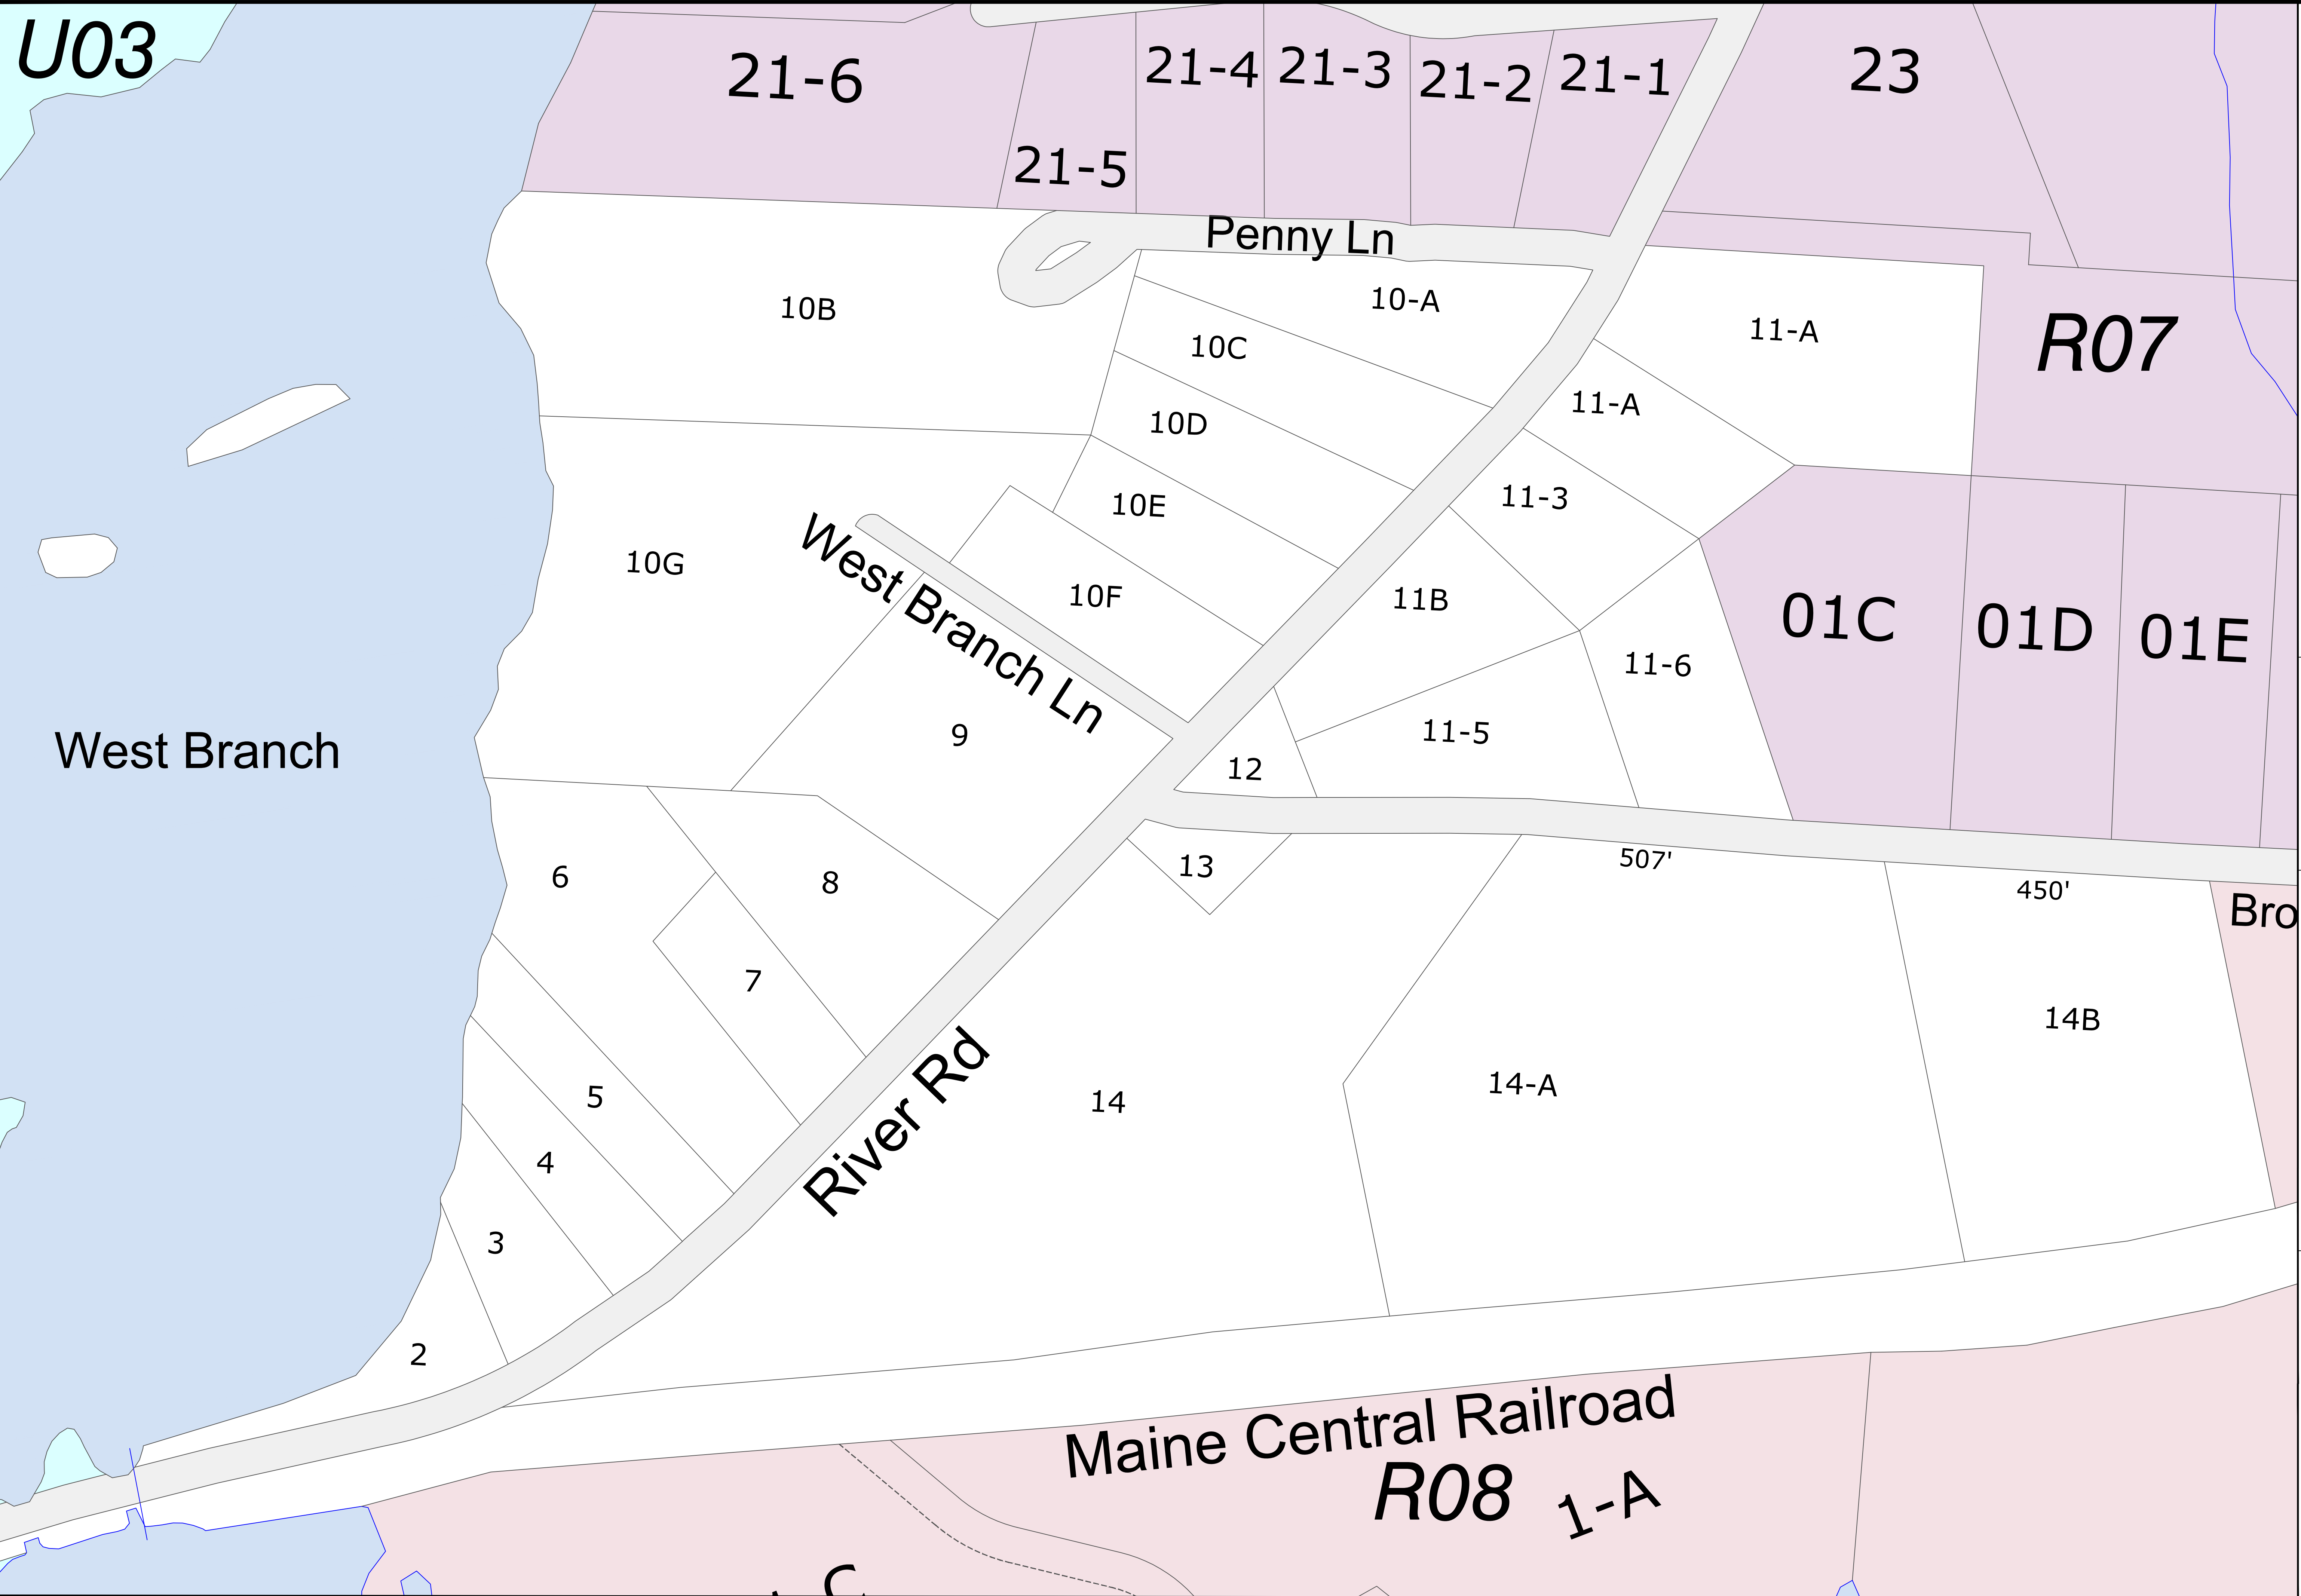 U03
21-6
21-5
21-4
21-3
21-2
21-1
23
Penny Ln
10B
10-A
10C
11-A
R07
11-A
10D
10E
11-3
10G
West Branch Ln
10F
11B
01C
01D
01E
11-6
West Branch
9
11-5
12
13
507'
450'
Bro
6
8
7
14B
5
River Rd
14
14-A
4
3
2
Maine Central Railroad
R08
1-A